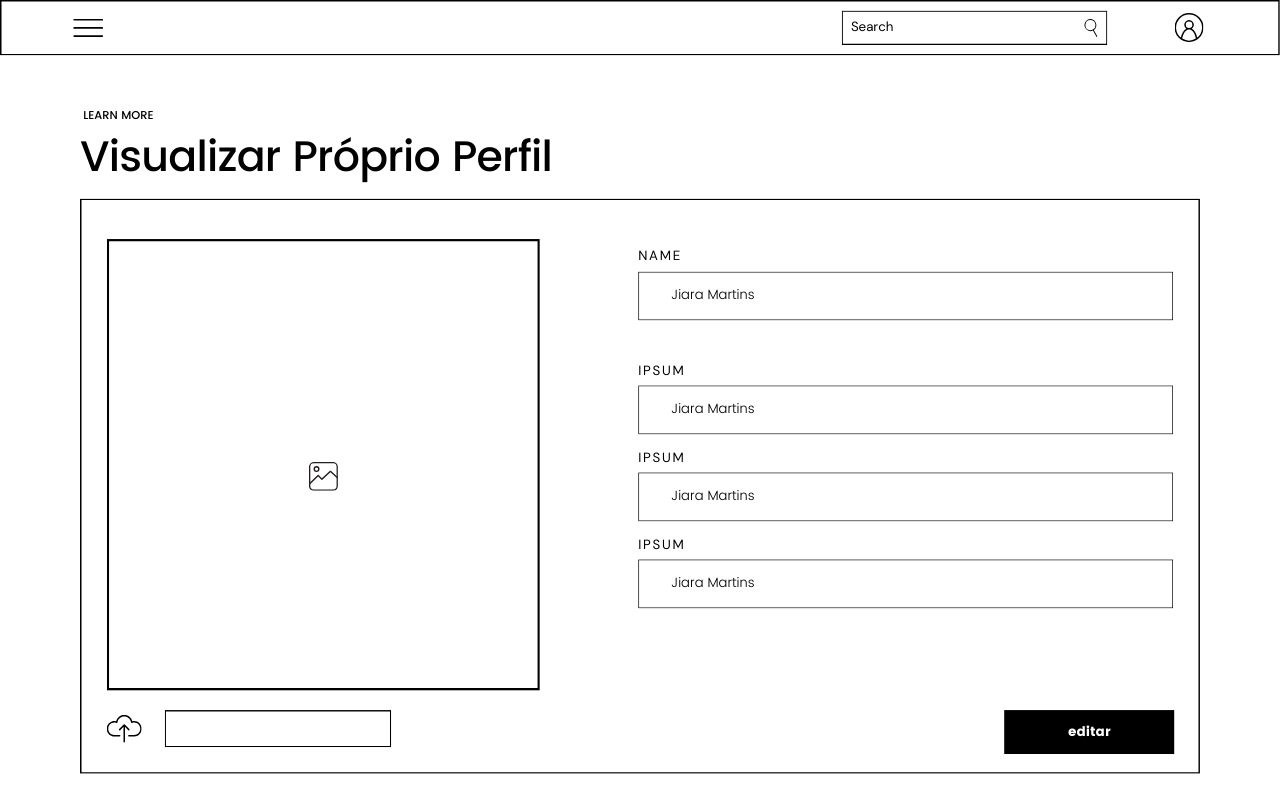 Search
LEARN MORE
Visualizar Próprio Perfil
NAME
Jiara Martins
IPSUM
Jiara Martins
IPSUM
Jiara Martins
IPSUM
Jiara Martins
editar